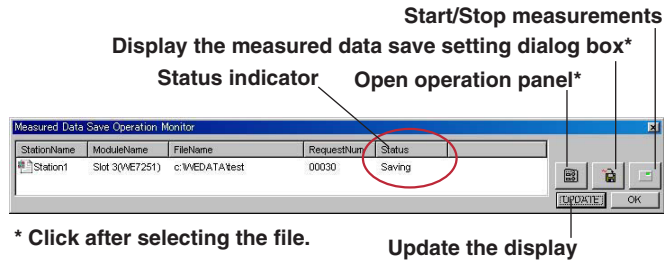 Start/Stop measurements
Display the measured data save setting dialog box*
Status indicator Open operation panel*
Measured Data Save Operation Monitor
StationName ModuleName FileName RequestNum Status
Station1 Slot 3(WE7251) c:\WEDATA\test 00030 Saving
UPDATE OK
* Click after selecting the file.
Update the display